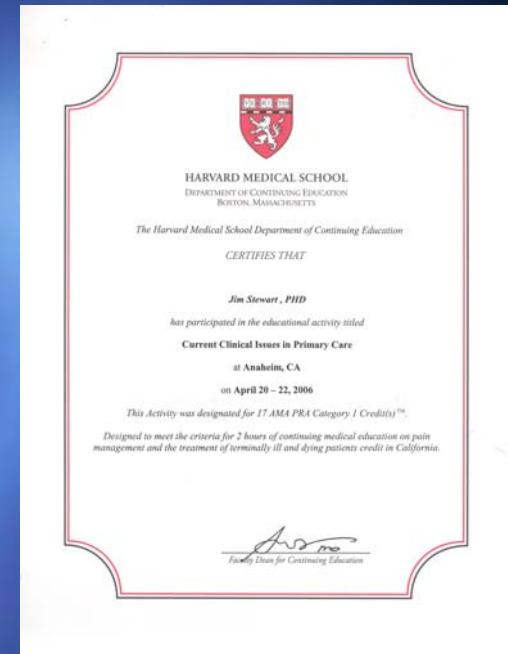 HARVARD MEDICAL SCHOOL
DEPARTMENT OF CONTINUING EDUCATION
BOSTON, MASSACHUSETTS
The Harvard Medical School Department of Continuing Education
CERTIFIES THAT
Jim Stewart , PHD
has participated in the educational activity titled
Current Clinical Issues in Primary Care
at Anaheim, CA
on April 20 – 22, 2006
This Activity was designated for 17 AMA PRA Category 1 Credit(s)™.
Designed to meet the criteria for 2 hours of continuing medical education on pain
management and the treatment of terminally ill and dying patients credit in California.
Faculty Dean for Continuing Education